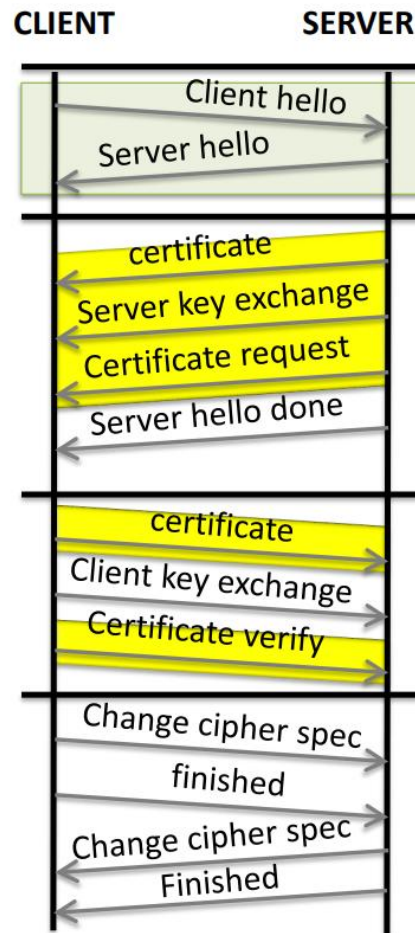 CLIENT SERVER
Client hello
Server hello
certificate
Server key exchange
Certificate request
Server hello done
certificate
Client key exchange
Certificate verify
Change cipher spec
finished
Change cipher spec
Finished